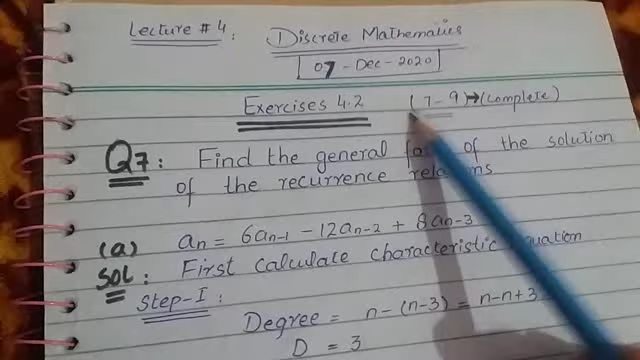 Lecture # 4 : Discrete Mathematics
07 - Dec - 2020
Exercises 4.2 (7-9)→(complete)
Q7: Find the general of the solution
of the recurrence relations
(a) an = 6an-1 - 12an-2 + 8an-3
Sol: First calculate characteristic equation
Step-I :
Degree = n - (n-3) = n-n+3
D = 3